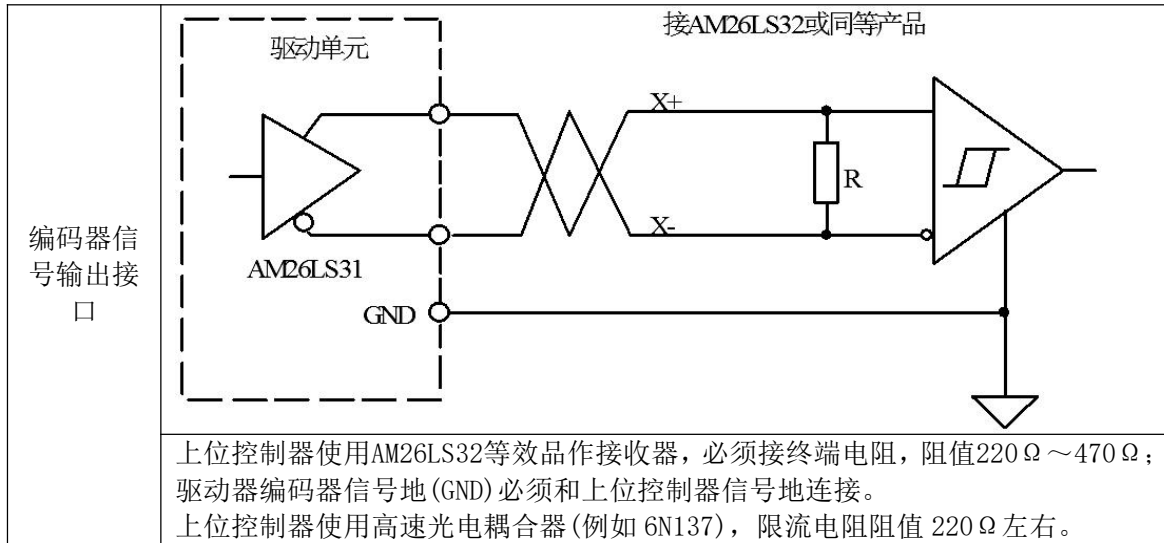 驱动单元
接AM26LS32或同等产品
X+
R
X-
AM26LS31
GND
编码器信
号输出接
口
上位控制器使用AM26LS32等效品作接收器,必须接终端电阻,阻值220Ω～470Ω;
驱动器编码器信号地(GND)必须和上位控制器信号地连接。
上位控制器使用高速光电耦合器(例如 6N137),限流电阻阻值 220Ω左右。